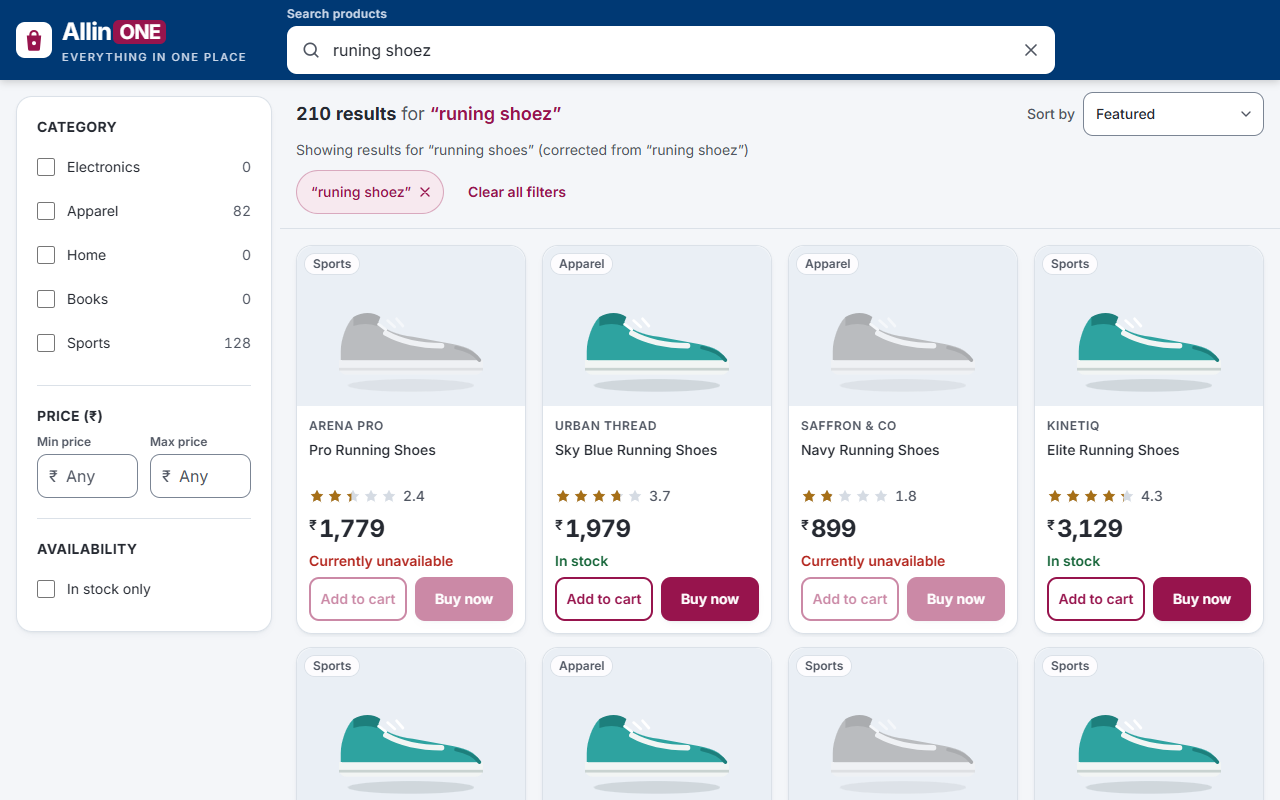 Allin ONE
EVERYTHING IN ONE PLACE
Search products
runing shoez
CATEGORY
Electronics 0
Apparel 82
Home 0
Books 0
Sports 128
PRICE (₹)
Min price Max price
₹ Any ₹ Any
AVAILABILITY
In stock only
210 results for “runing shoez”
Sort by Featured
Showing results for “running shoes” (corrected from “runing shoez”)
“runing shoez” Clear all filters
Sports
ARENA PRO
Pro Running Shoes
2.4
₹1,779
Currently unavailable
Add to cart Buy now
Apparel
URBAN THREAD
Sky Blue Running Shoes
3.7
₹1,979
In stock
Add to cart Buy now
Apparel
SAFFRON & CO
Navy Running Shoes
1.8
₹899
Currently unavailable
Add to cart Buy now
Sports
KINETIQ
Elite Running Shoes
4.3
₹3,129
In stock
Add to cart Buy now
Sports
Apparel
Sports
Sports